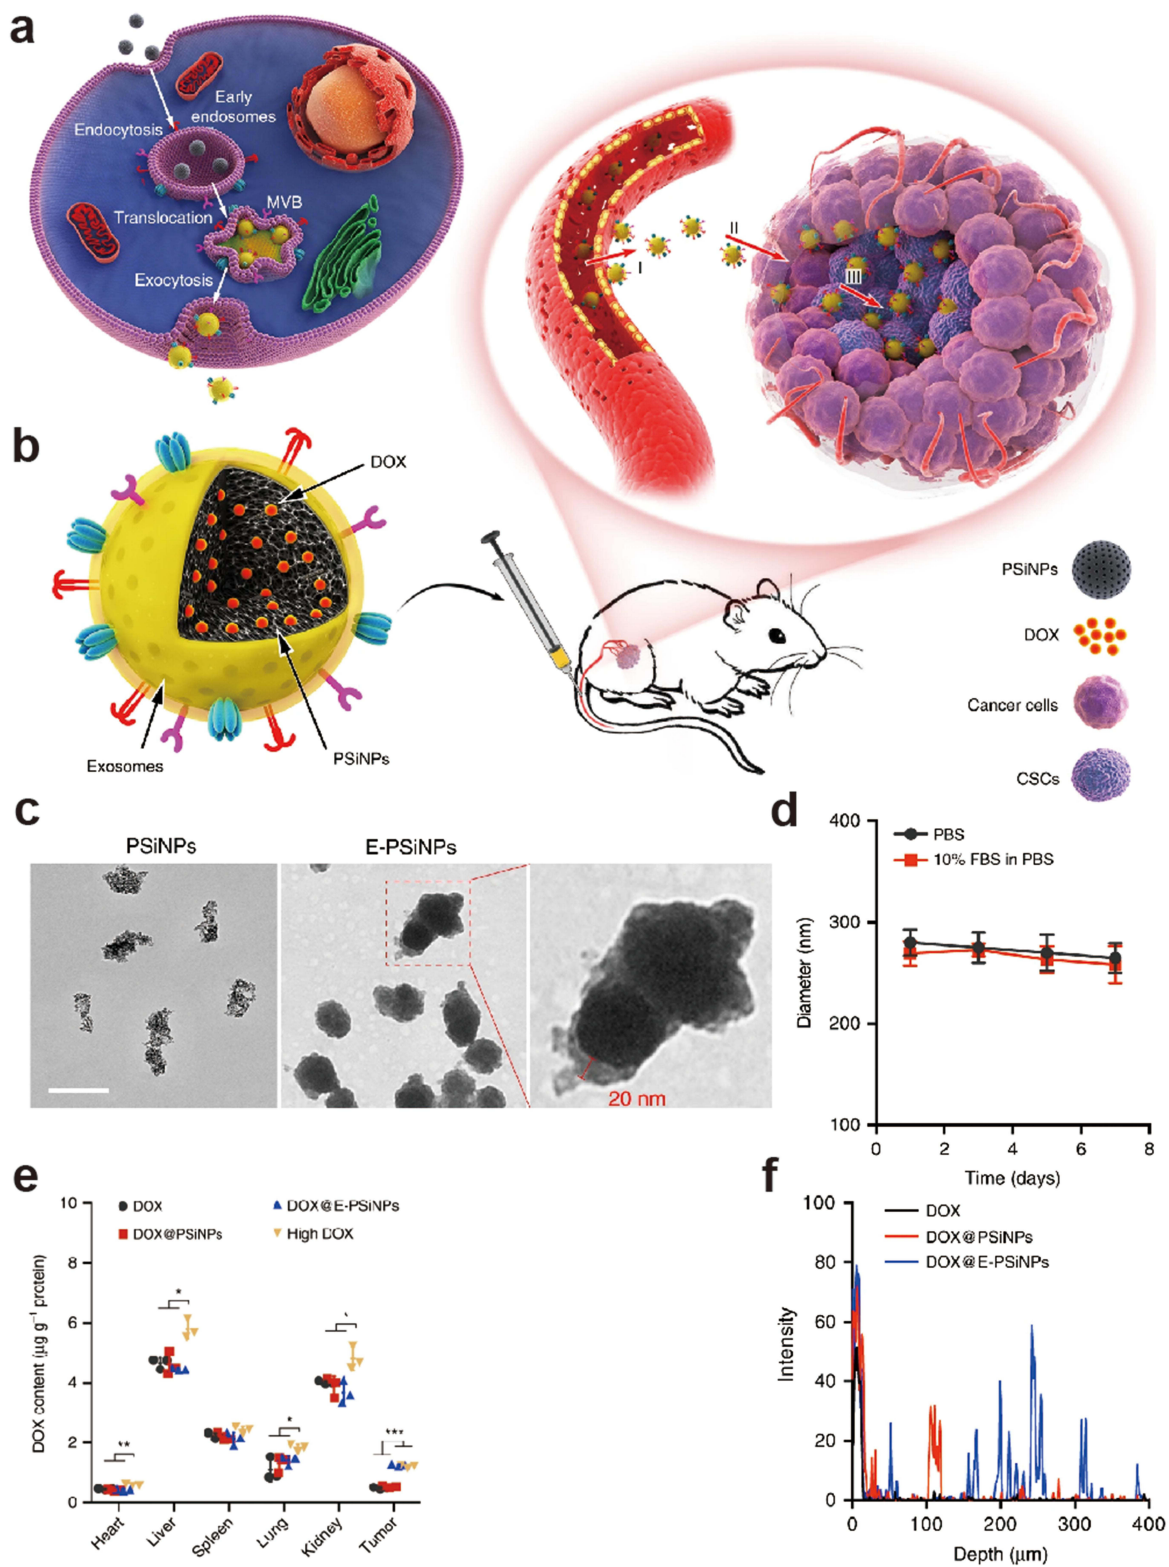 a
Early
endosomes
Endocytosis
Translocation
MVB
Exocytosis
I
II
III
b
DOX
Exosomes
PSiNPs
PSiNPs
DOX
Cancer cells
CSCs
c
PSiNPs
E-PSiNPs
20 nm
d
400
300
200
100
Diameter (nm)
PBS
10% FBS in PBS
0 2 4 6 8
Time (days)
e
10
8
6
4
2
0
DOX content (µg g⁻¹ protein)
DOX
DOX@PSiNPs
DOX@E-PSiNPs
High DOX
**
*
*
*
***
Heart
Liver
Spleen
Lung
Kidney
Tumor
f
100
80
60
40
20
0
Intensity
DOX
DOX@PSiNPs
DOX@E-PSiNPs
0 100 200 300 400
Depth (µm)